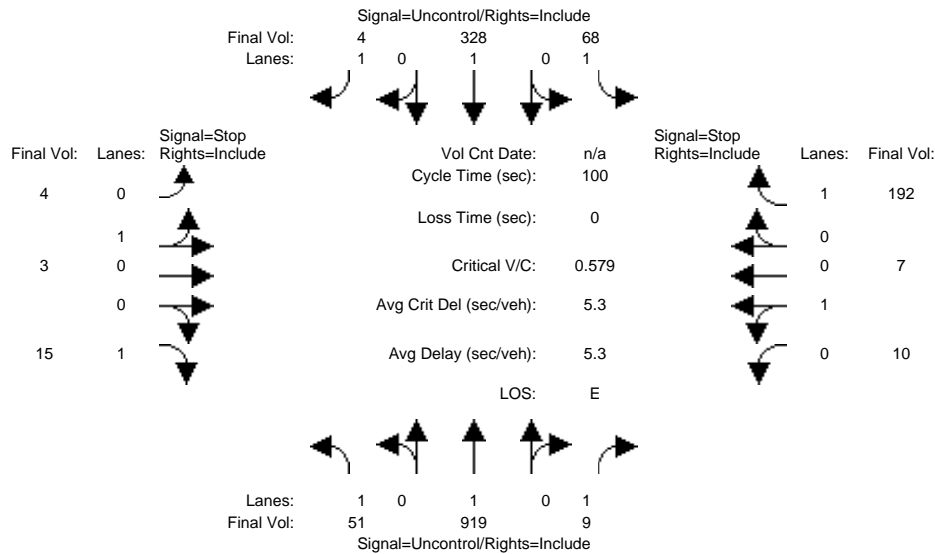 Signal=Uncontrol/Rights=Include
Final Vol: 4 328 68
Lanes: 1 0 1 0 1
Signal=Stop Signal=Stop
Final Vol: Lanes: Rights=Include Vol Cnt Date: n/a Rights=Include Lanes: Final Vol:
Cycle Time (sec): 100
4 0 1 192
Loss Time (sec): 0
1 0
3 0 Critical V/C: 0.579 0 7
0 Avg Crit Del (sec/veh): 5.3 1
15 1 Avg Delay (sec/veh): 5.3 0 10
LOS: E
Lanes: 1 0 1 0 1
Final Vol: 51 919 9
Signal=Uncontrol/Rights=Include